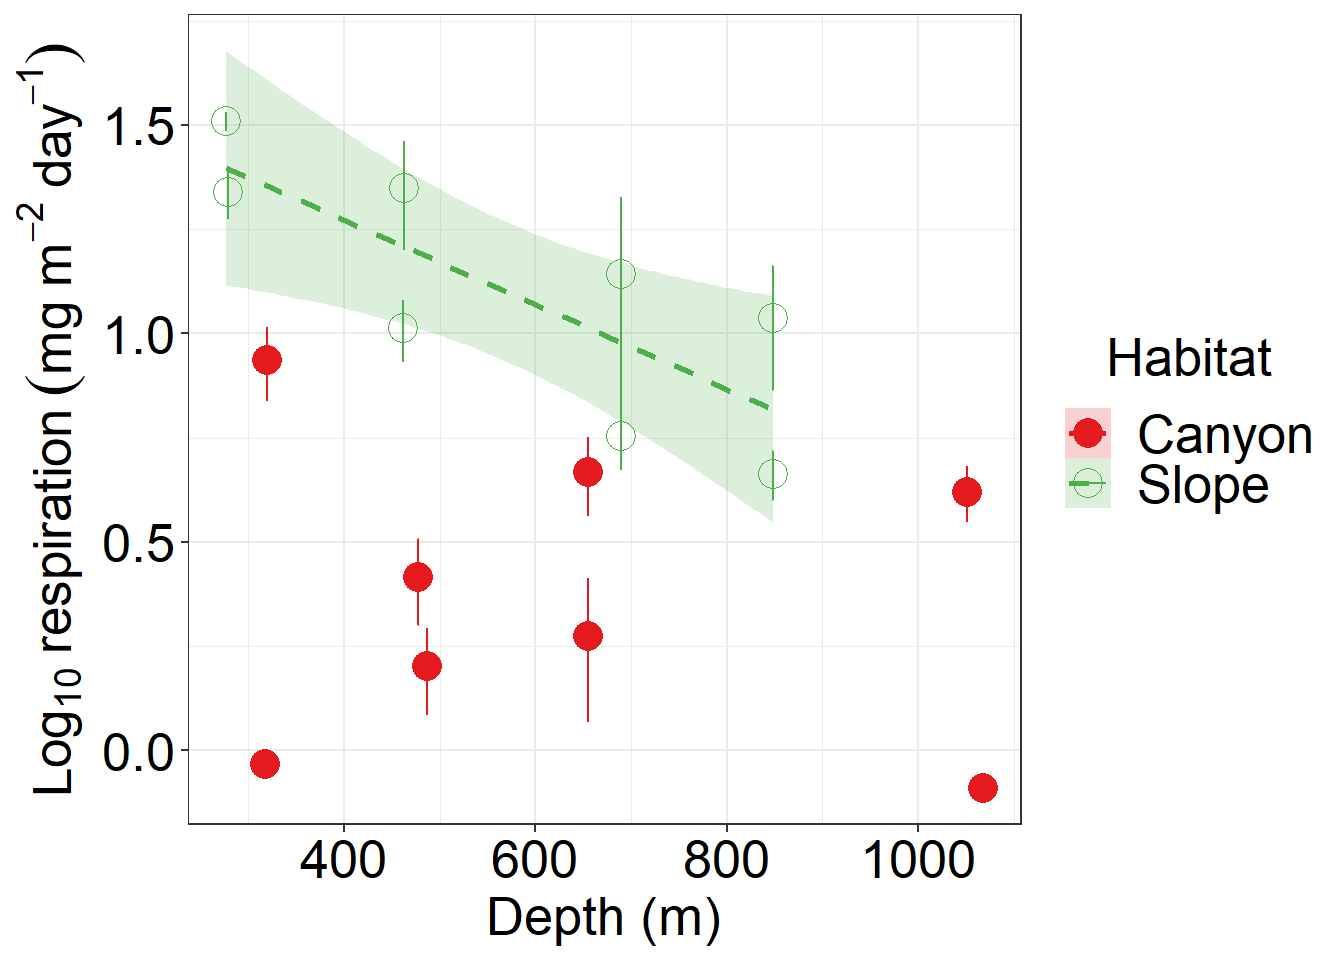 Log₁₀ respiration (mg m⁻² day⁻¹)
1.5
1.0
0.5
0.0
400 600 800 1000
Depth (m)
Habitat
Canyon
Slope